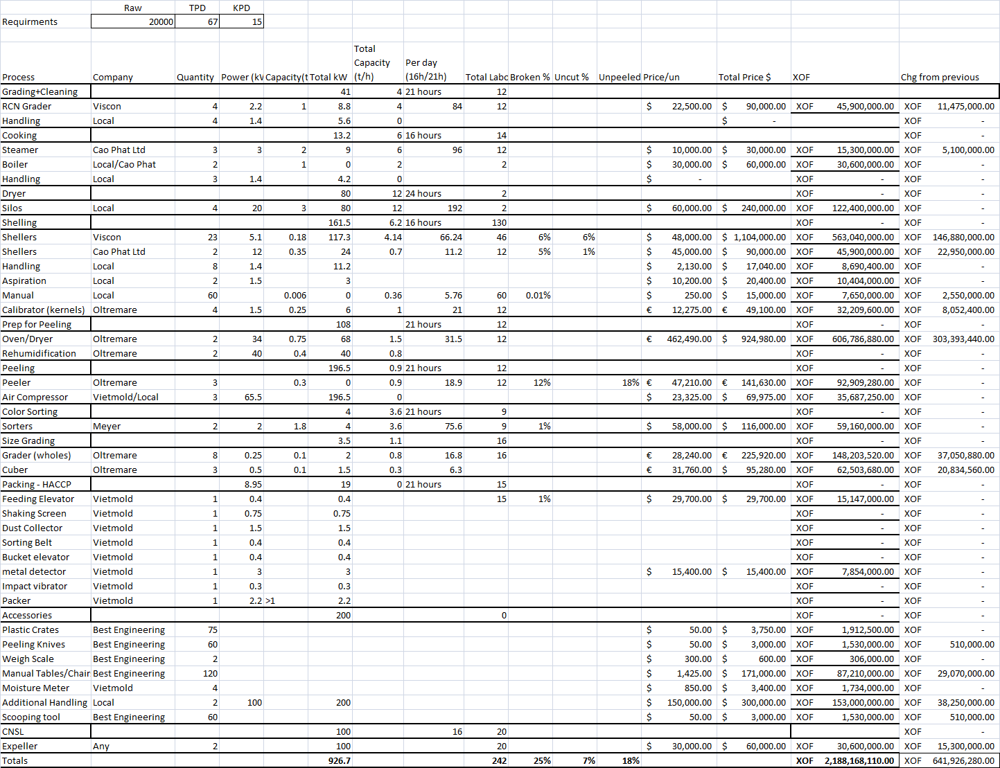 Raw TPD KPD
Requirments 20000 67 15
Total
Capacity Per day
Process Company Quantity Power (kV Capacity(t Total kW (t/h) (16h/21h) Total Labc Broken % Uncut % Unpeeled Price/un Total Price $ XOF Chg from previous
Grading+Cleaning 41 4 21 hours 12
RCN Grader Viscon 4 2.2 1 8.8 4 84 12 $ 22,500.00 $ 90,000.00 XOF 45,900,000.00 XOF 11,475,000.00
Handling Local 4 1.4 5.6 0 $ - XOF -
Cooking 13.2 6 16 hours 14 XOF -
Steamer Cao Phat Ltd 3 3 2 9 6 96 12 $ 10,000.00 $ 30,000.00 XOF 15,300,000.00 XOF 5,100,000.00
Boiler Local/Cao Phat 2 1 0 2 2 $ 30,000.00 $ 60,000.00 XOF 30,600,000.00 XOF -
Handling Local 3 1.4 4.2 0 $ - XOF - XOF -
Dryer 80 12 24 hours 2 XOF - XOF -
Silos Local 4 20 3 80 12 192 2 $ 60,000.00 $ 240,000.00 XOF 122,400,000.00 XOF -
Shelling 161.5 6.2 16 hours 130 XOF - XOF -
Shellers Viscon 23 5.1 0.18 117.3 4.14 66.24 46 6% 6% $ 48,000.00 $ 1,104,000.00 XOF 563,040,000.00 XOF 146,880,000.00
Shellers Cao Phat Ltd 2 12 0.35 24 0.7 11.2 12 5% 1% $ 45,000.00 $ 90,000.00 XOF 45,900,000.00 XOF 22,950,000.00
Handling Local 8 1.4 11.2 $ 2,130.00 $ 17,040.00 XOF 8,690,400.00 XOF -
Aspiration Local 2 1.5 3 $ 10,200.00 $ 20,400.00 XOF 10,404,000.00 XOF -
Manual Local 60 0.006 0 0.36 5.76 60 0.01% $ 250.00 $ 15,000.00 XOF 7,650,000.00 XOF 2,550,000.00
Calibrator (kernels) Oltremare 4 1.5 0.25 6 1 21 12 € 12,275.00 € 49,100.00 XOF 32,209,600.00 XOF 8,052,400.00
Prep for Peeling 108 21 hours 12 XOF - XOF -
Oven/Dryer Oltremare 2 34 0.75 68 1.5 31.5 12 € 462,490.00 $ 924,980.00 XOF 606,786,880.00 XOF 303,393,440.00
Rehumidification Oltremare 2 40 0.4 40 0.8 XOF - XOF -
Peeling 196.5 0.9 21 hours 12 XOF - XOF -
Peeler Oltremare 3 0.3 0 0.9 18.9 12 12% 18% € 47,210.00 € 141,630.00 XOF 92,909,280.00 XOF -
Air Compressor Vietmold/Local 3 65.5 196.5 0 $ 23,325.00 $ 69,975.00 XOF 35,687,250.00 XOF -
Color Sorting 4 3.6 21 hours 9 XOF - XOF -
Sorters Meyer 2 2 1.8 4 3.6 75.6 9 1% $ 58,000.00 $ 116,000.00 XOF 59,160,000.00 XOF -
Size Grading 3.5 1.1 16 XOF - XOF -
Grader (wholes) Oltremare 8 0.25 0.1 2 0.8 16.8 16 € 28,240.00 € 225,920.00 XOF 148,203,520.00 XOF 37,050,880.00
Cuber Oltremare 3 0.5 0.1 1.5 0.3 6.3 € 31,760.00 $ 95,280.00 XOF 62,503,680.00 XOF 20,834,560.00
Packing - HACCP 8.95 19 0 21 hours 15 XOF - XOF -
Feeding Elevator Vietmold 1 0.4 0.4 15 1% $ 29,700.00 $ 29,700.00 XOF 15,147,000.00 XOF -
Shaking Screen Vietmold 1 0.75 0.75 XOF - XOF -
Dust Collector Vietmold 1 1.5 1.5 XOF - XOF -
Sorting Belt Vietmold 1 0.4 0.4 XOF - XOF -
Bucket elevator Vietmold 1 0.4 0.4 XOF - XOF -
metal detector Vietmold 1 3 3 $ 15,400.00 $ 15,400.00 XOF 7,854,000.00 XOF -
Impact vibrator Vietmold 1 0.3 0.3 XOF - XOF -
Packer Vietmold 1 2.2 >1 2.2 XOF - XOF -
Accessories 200 0 XOF - XOF -
Plastic Crates Best Engineering 75 $ 50.00 $ 3,750.00 XOF 1,912,500.00 XOF -
Peeling Knives Best Engineering 60 $ 50.00 $ 3,000.00 XOF 1,530,000.00 XOF 510,000.00
Weigh Scale Best Engineering 2 $ 300.00 $ 600.00 XOF 306,000.00 XOF -
Manual Tables/Chair Best Engineering 120 $ 1,425.00 $ 171,000.00 XOF 87,210,000.00 XOF 29,070,000.00
Moisture Meter Vietmold 4 $ 850.00 $ 3,400.00 XOF 1,734,000.00 XOF -
Additional Handling Local 2 100 200 $ 150,000.00 $ 300,000.00 XOF 153,000,000.00 XOF 38,250,000.00
Scooping tool Best Engineering 60 $ 50.00 $ 3,000.00 XOF 1,530,000.00 XOF 510,000.00
CNSL 100 16 20 XOF -
Expeller Any 2 100 20 $ 30,000.00 $ 60,000.00 XOF 30,600,000.00 XOF 15,300,000.00
Totals 926.7 242 25% 7% 18% XOF 2,188,168,110.00 XOF 641,926,280.00